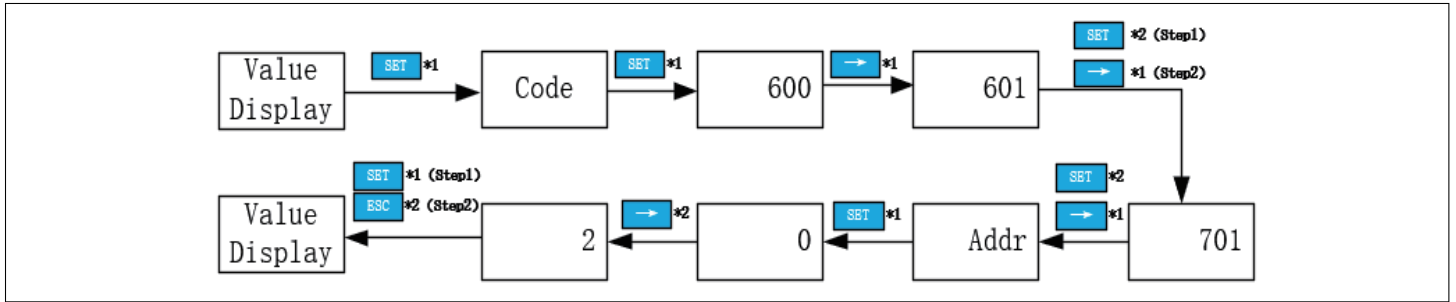 Value
Display
SET *1
Code
SET *1
600
→ *1
601
SET *2 (Step1)
→ *1 (Step2)
701
SET *2
→ *1
Addr
SET *1
0
→ *2
2
SET *1 (Step1)
ESC *2 (Step2)
Value
Display